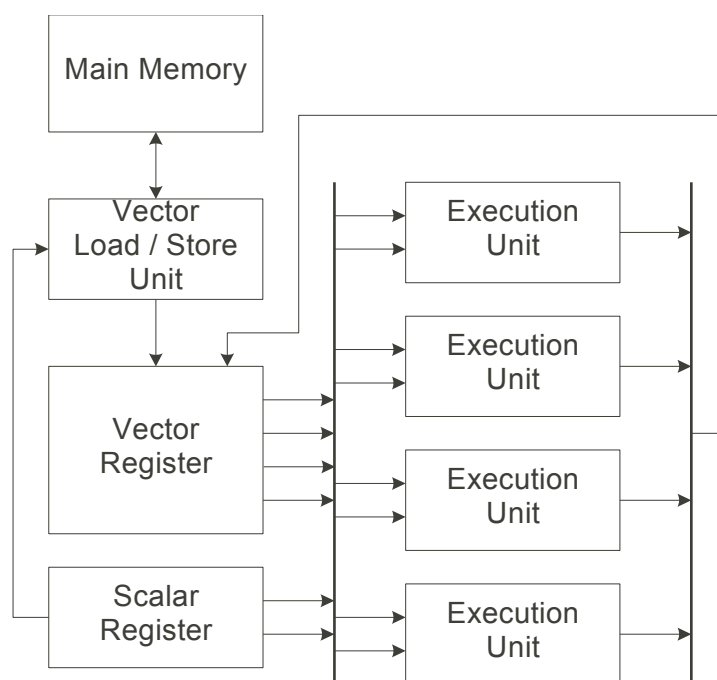 Main Memory
Vector
Load / Store
Unit
Vector
Register
Scalar
Register
Execution
Unit
Execution
Unit
Execution
Unit
Execution
Unit